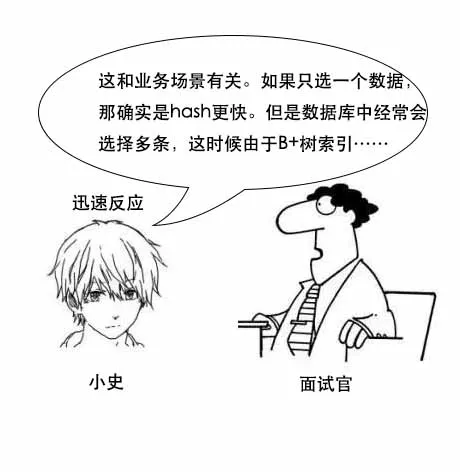 这和业务场景有关。如果只选一个数据，
那确实是hash更快。但是数据库中经常会
选择多条，这时候由于B+树索引……
迅速反应
小史
面试官